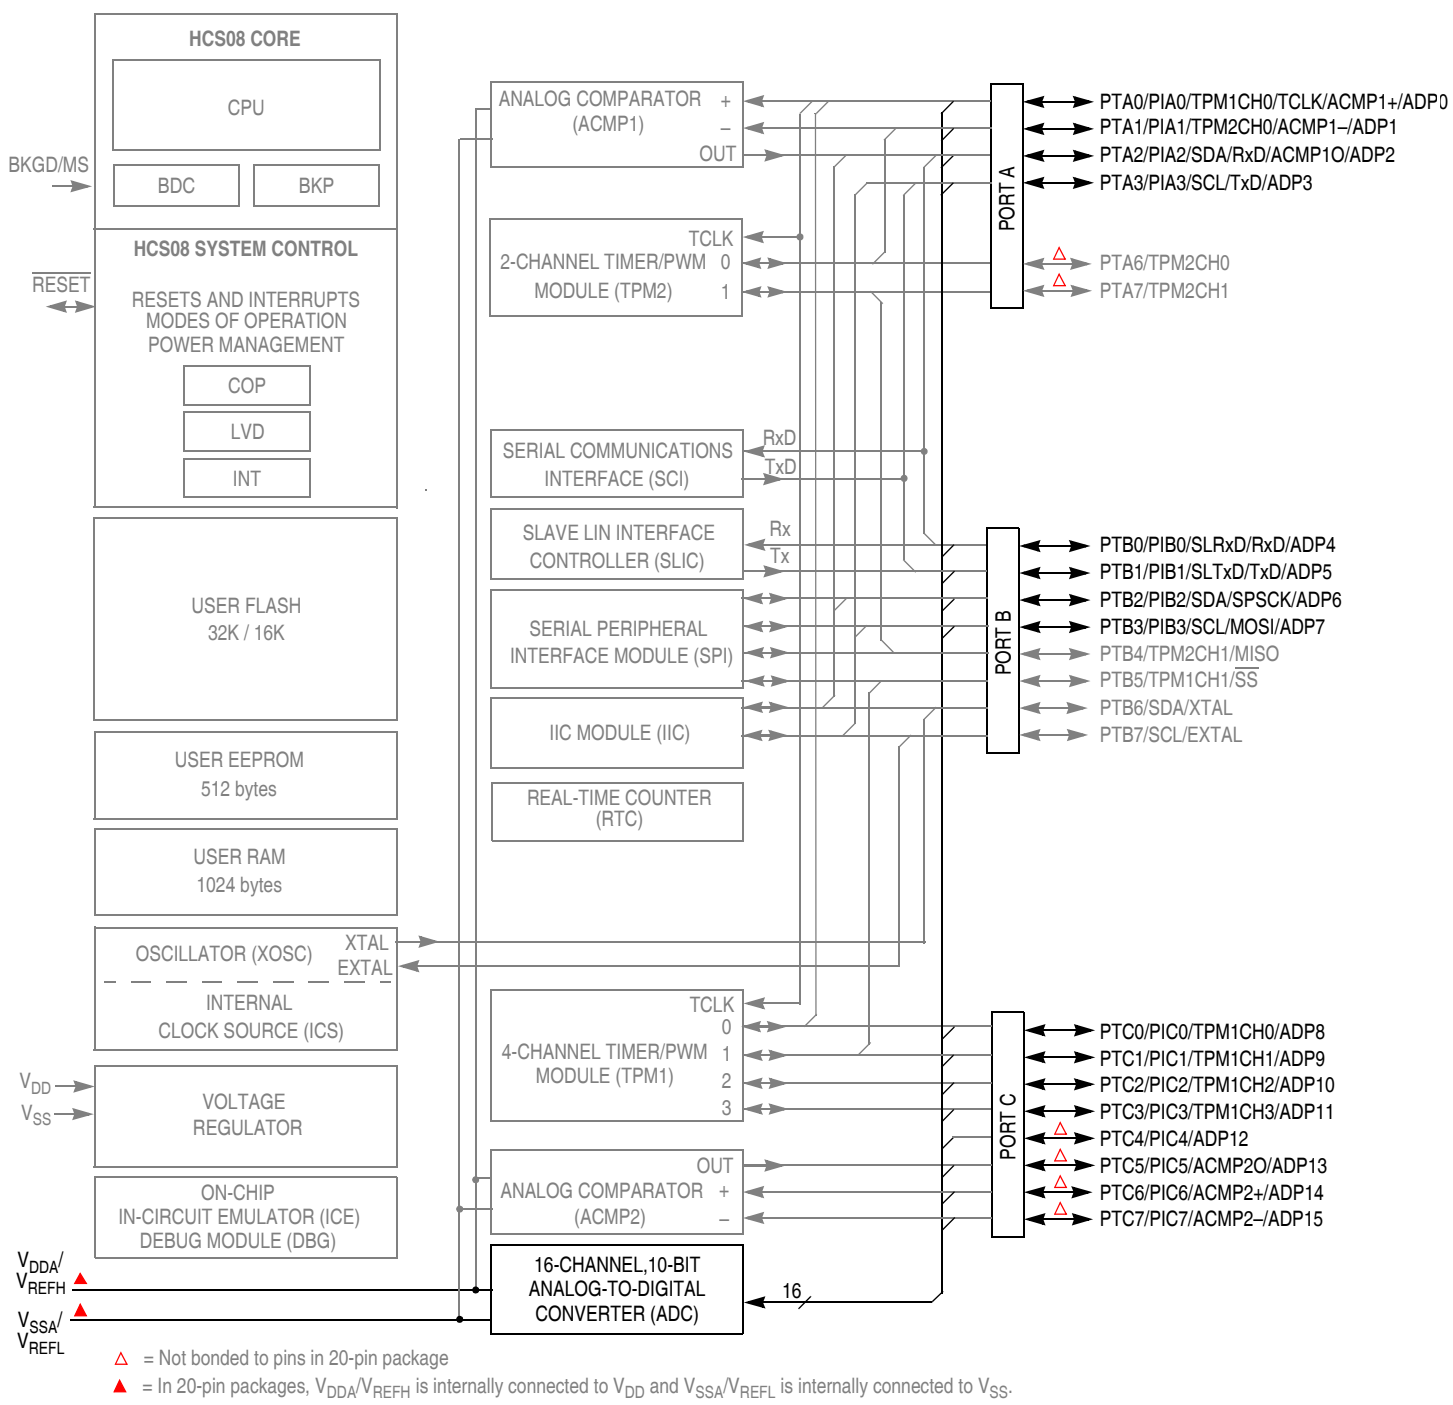 HCS08 CORE
CPU
BDC
BKP
BKGD/MS
HCS08 SYSTEM CONTROL
RESET
RESETS AND INTERRUPTS
MODES OF OPERATION
POWER MANAGEMENT
COP
LVD
INT
USER FLASH
32K / 16K
USER EEPROM
512 bytes
USER RAM
1024 bytes
OSCILLATOR (XOSC)
XTAL
EXTAL
INTERNAL
CLOCK SOURCE (ICS)
VDD
VSS
VOLTAGE
REGULATOR
ON-CHIP
IN-CIRCUIT EMULATOR (ICE)
DEBUG MODULE (DBG)
VDDA/
VREFH
VSSA/
VREFL
ANALOG COMPARATOR
(ACMP1)
+
–
OUT
TCLK
2-CHANNEL TIMER/PWM 0
MODULE (TPM2) 1
SERIAL COMMUNICATIONS
INTERFACE (SCI)
RxD
TxD
SLAVE LIN INTERFACE
CONTROLLER (SLIC)
Rx
Tx
SERIAL PERIPHERAL
INTERFACE MODULE (SPI)
IIC MODULE (IIC)
REAL-TIME COUNTER
(RTC)
TCLK
0
4-CHANNEL TIMER/PWM 1
MODULE (TPM1)
2
3
OUT
ANALOG COMPARATOR +
(ACMP2) –
16-CHANNEL,10-BIT
ANALOG-TO-DIGITAL
CONVERTER (ADC)
16
PORT A
PTA0/PIA0/TPM1CH0/TCLK/ACMP1+/ADP0
PTA1/PIA1/TPM2CH0/ACMP1–/ADP1
PTA2/PIA2/SDA/RxD/ACMP1O/ADP2
PTA3/PIA3/SCL/TxD/ADP3
PTA6/TPM2CH0
PTA7/TPM2CH1
PORT B
PTB0/PIB0/SLRxD/RxD/ADP4
PTB1/PIB1/SLTxD/TxD/ADP5
PTB2/PIB2/SDA/SPSCK/ADP6
PTB3/PIB3/SCL/MOSI/ADP7
PTB4/TPM2CH1/MISO
PTB5/TPM1CH1/SS
PTB6/SDA/XTAL
PTB7/SCL/EXTAL
PORT C
PTC0/PIC0/TPM1CH0/ADP8
PTC1/PIC1/TPM1CH1/ADP9
PTC2/PIC2/TPM1CH2/ADP10
PTC3/PIC3/TPM1CH3/ADP11
PTC4/PIC4/ADP12
PTC5/PIC5/ACMP2O/ADP13
PTC6/PIC6/ACMP2+/ADP14
PTC7/PIC7/ACMP2–/ADP15
△ = Not bonded to pins in 20-pin package
▲ = In 20-pin packages, VDDA/VREFH is internally connected to VDD and VSSA/VREFL is internally connected to VSS.